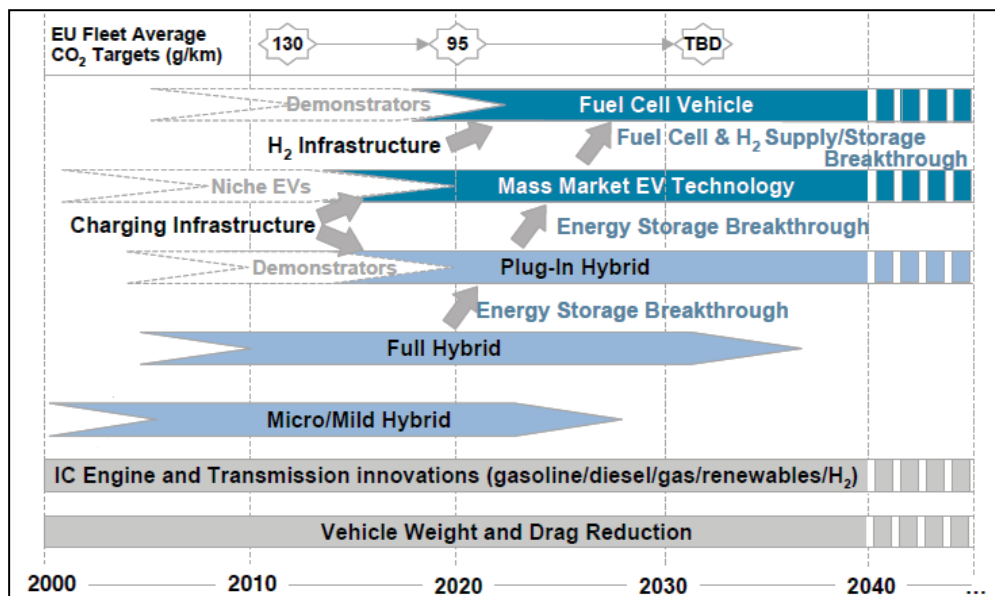 EU Fleet Average
CO₂ Targets (g/km)
130
95
TBD
Demonstrators
Fuel Cell Vehicle
H₂ Infrastructure
Fuel Cell & H₂ Supply/Storage
Breakthrough
Niche EVs
Mass Market EV Technology
Charging Infrastructure
Energy Storage Breakthrough
Demonstrators
Plug-In Hybrid
Energy Storage Breakthrough
Full Hybrid
Micro/Mild Hybrid
IC Engine and Transmission innovations (gasoline/diesel/gas/renewables/H₂)
Vehicle Weight and Drag Reduction
2000 2010 2020 2030 2040 ...